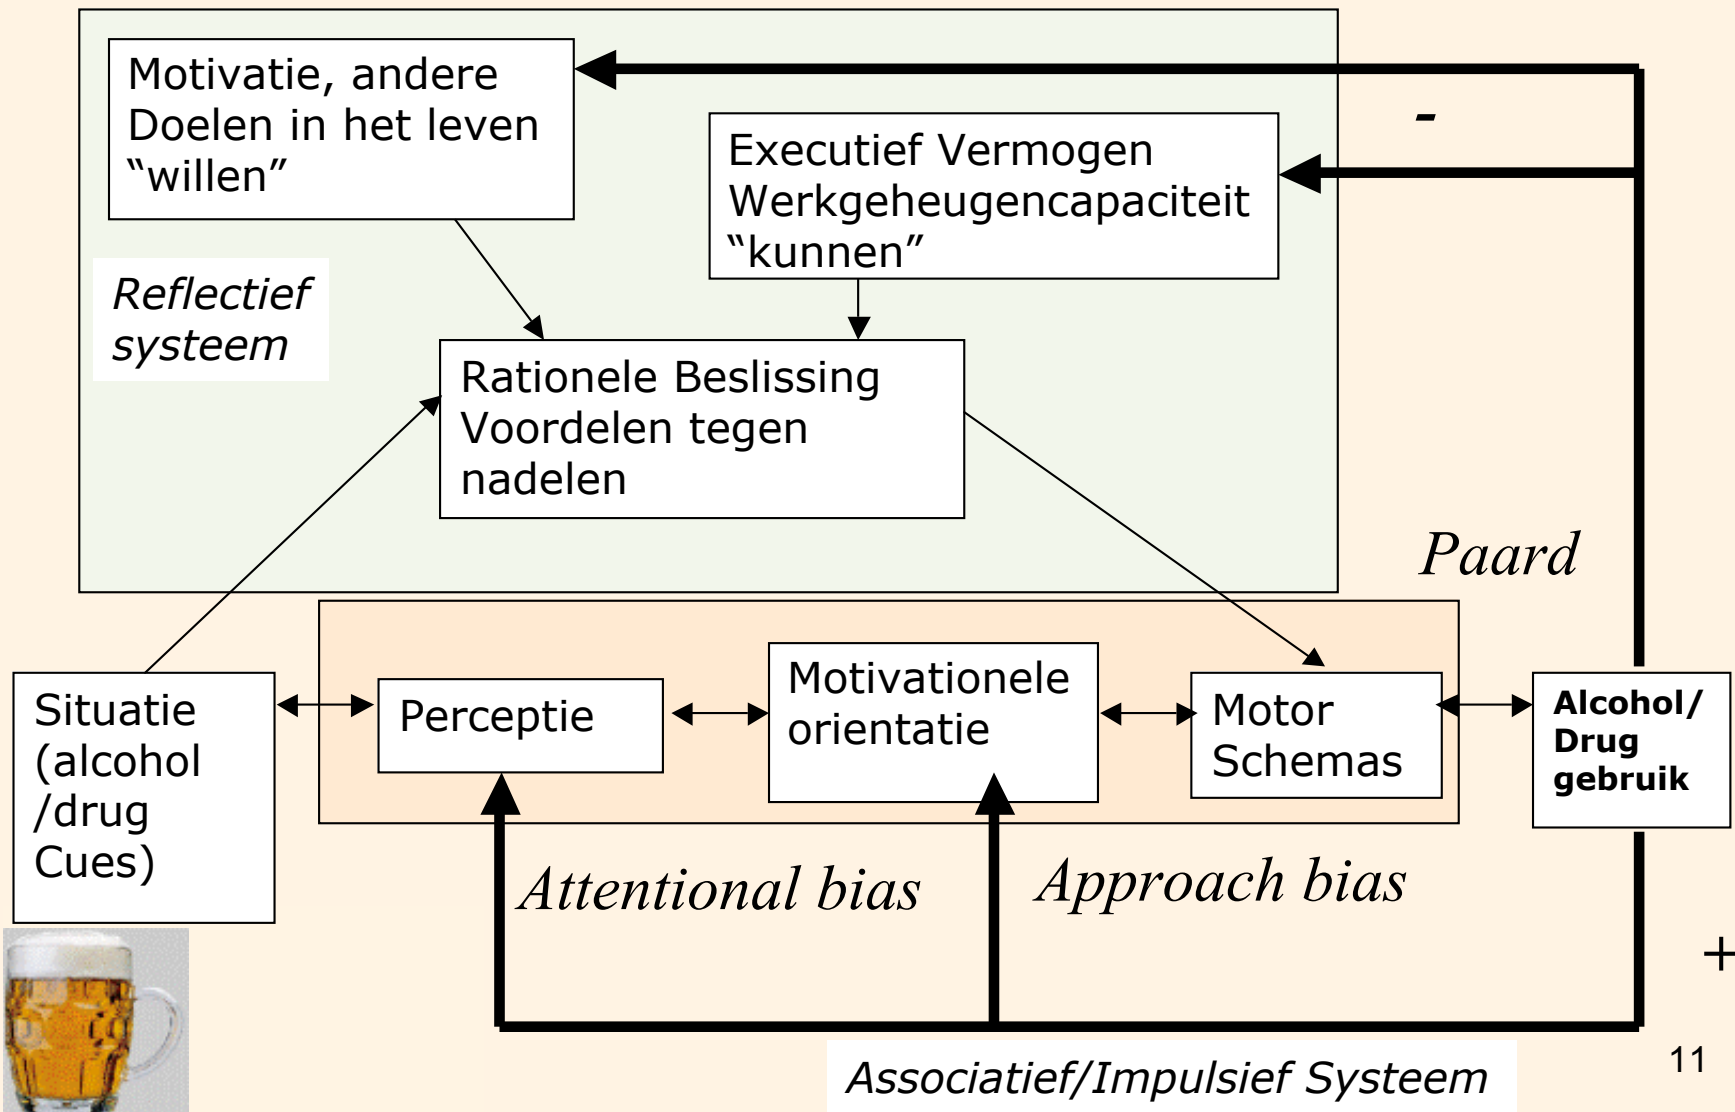 Motivatie, andere
Doelen in het leven
“willen”
-
Executief Vermogen
Werkgeheugencapaciteit
“kunnen”
Reflectief
systeem
Rationele Beslissing
Voordelen tegen
nadelen
Paard
Situatie
(alcohol
/drug
Cues)
Perceptie
Motivationele
orientatie
Motor
Schemas
Alcohol/
Drug
gebruik
Attentional bias
Approach bias
+
Associatief/Impulsief Systeem
11